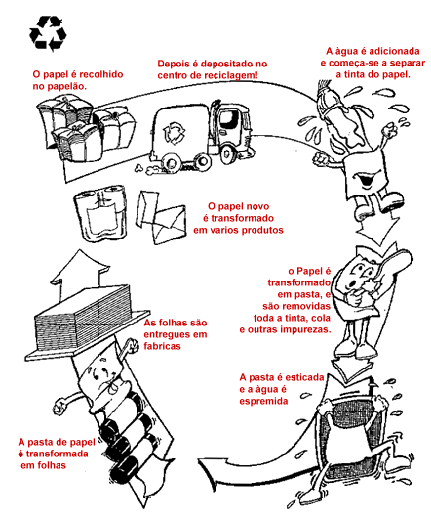 O papel é recolhido
no papelão.
Depois é depositado no
centro de reciclagem!
A àgua é adicionada
e começa-se a separar
a tinta do papel.
o Papel é
transformado
em pasta, e
são removidas
toda a tinta, cola
e outras impurezas.
A pasta é esticada
e a àgua é
espremida
A pasta de papel
è transformada
em folhas
As folhas são
entregues em
fabricas
O papel novo
é transformado
em varios produtos